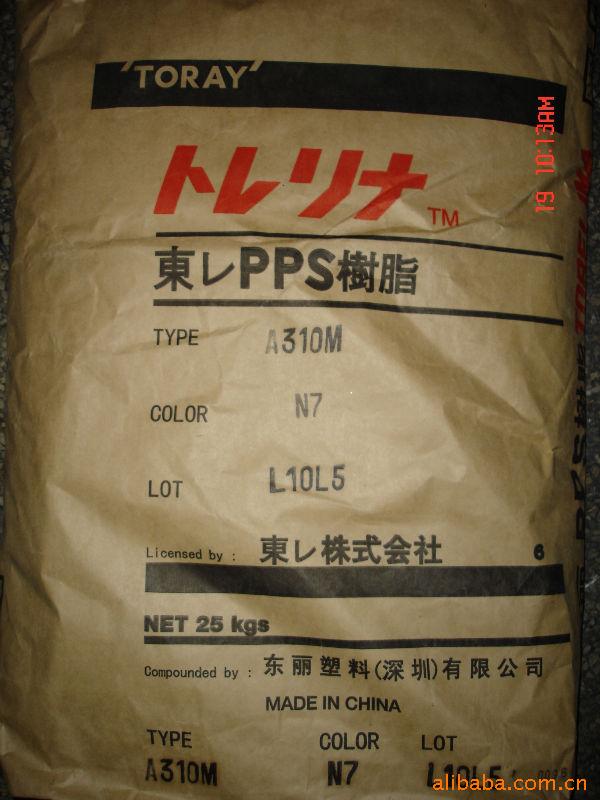 'TORAY'
トレリナ TM
東レPPS樹脂
TYPE A310M
COLOR N7
LOT L10L5
Licensed by : 東レ株式会社 6
NET 25 kgs
Compounded by : 东丽塑料(深圳)有限公司
MADE IN CHINA
TYPE COLOR LOT
A310M N7 L10L5
19 10:13AM
alibaba.com.cn